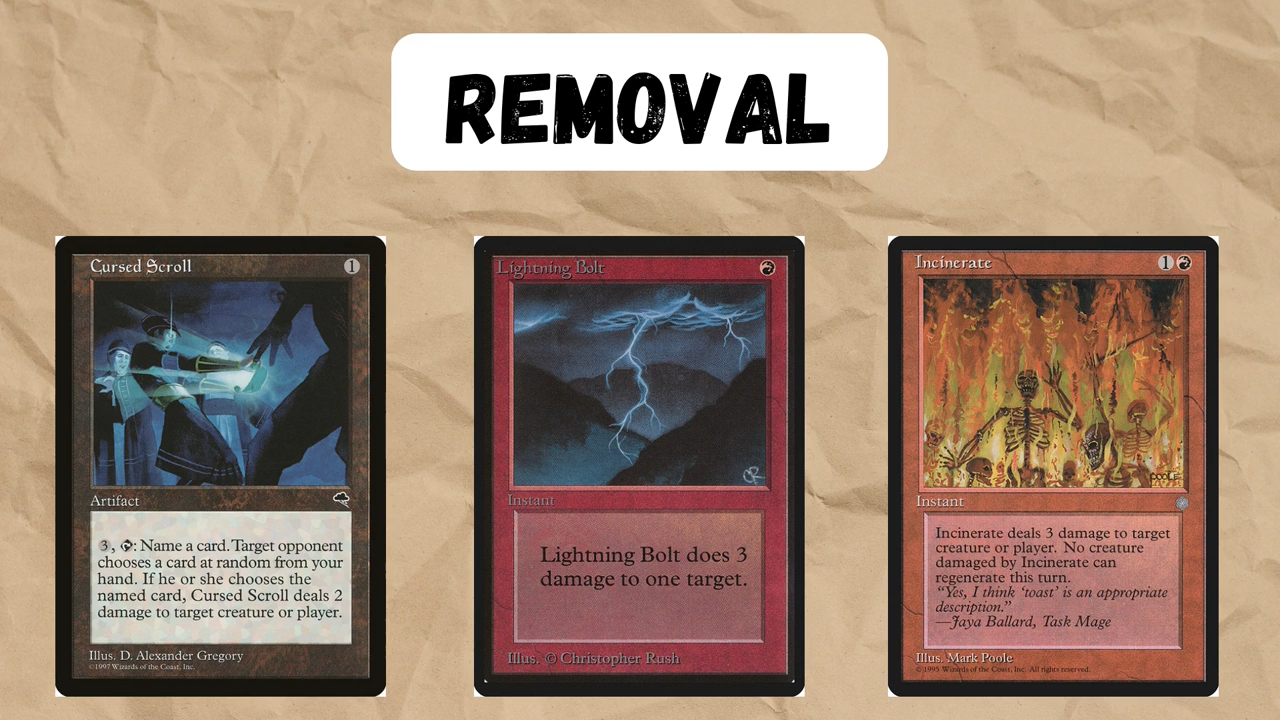 REMOVAL
Cursed Scroll 1
Artifact
3, : Name a card. Target opponent
chooses a card at random from your
hand. If he or she chooses the
named card, Cursed Scroll deals 2
damage to target creature or player.
Illus. D. Alexander Gregory
©1997 Wizards of the Coast, Inc.
Lightning Bolt
CR
Instant
Lightning Bolt does 3
damage to one target.
Illus. © Christopher Rush
Incinerate 1
POOLE
Instant
Incinerate deals 3 damage to target
creature or player. No creature
damaged by Incinerate can
regenerate this turn.
“Yes, I think ‘toast’ is an appropriate
description.”
—Jaya Ballard, Task Mage
Illus. Mark Poole
©1995 Wizards of the Coast, Inc. All rights reserved.